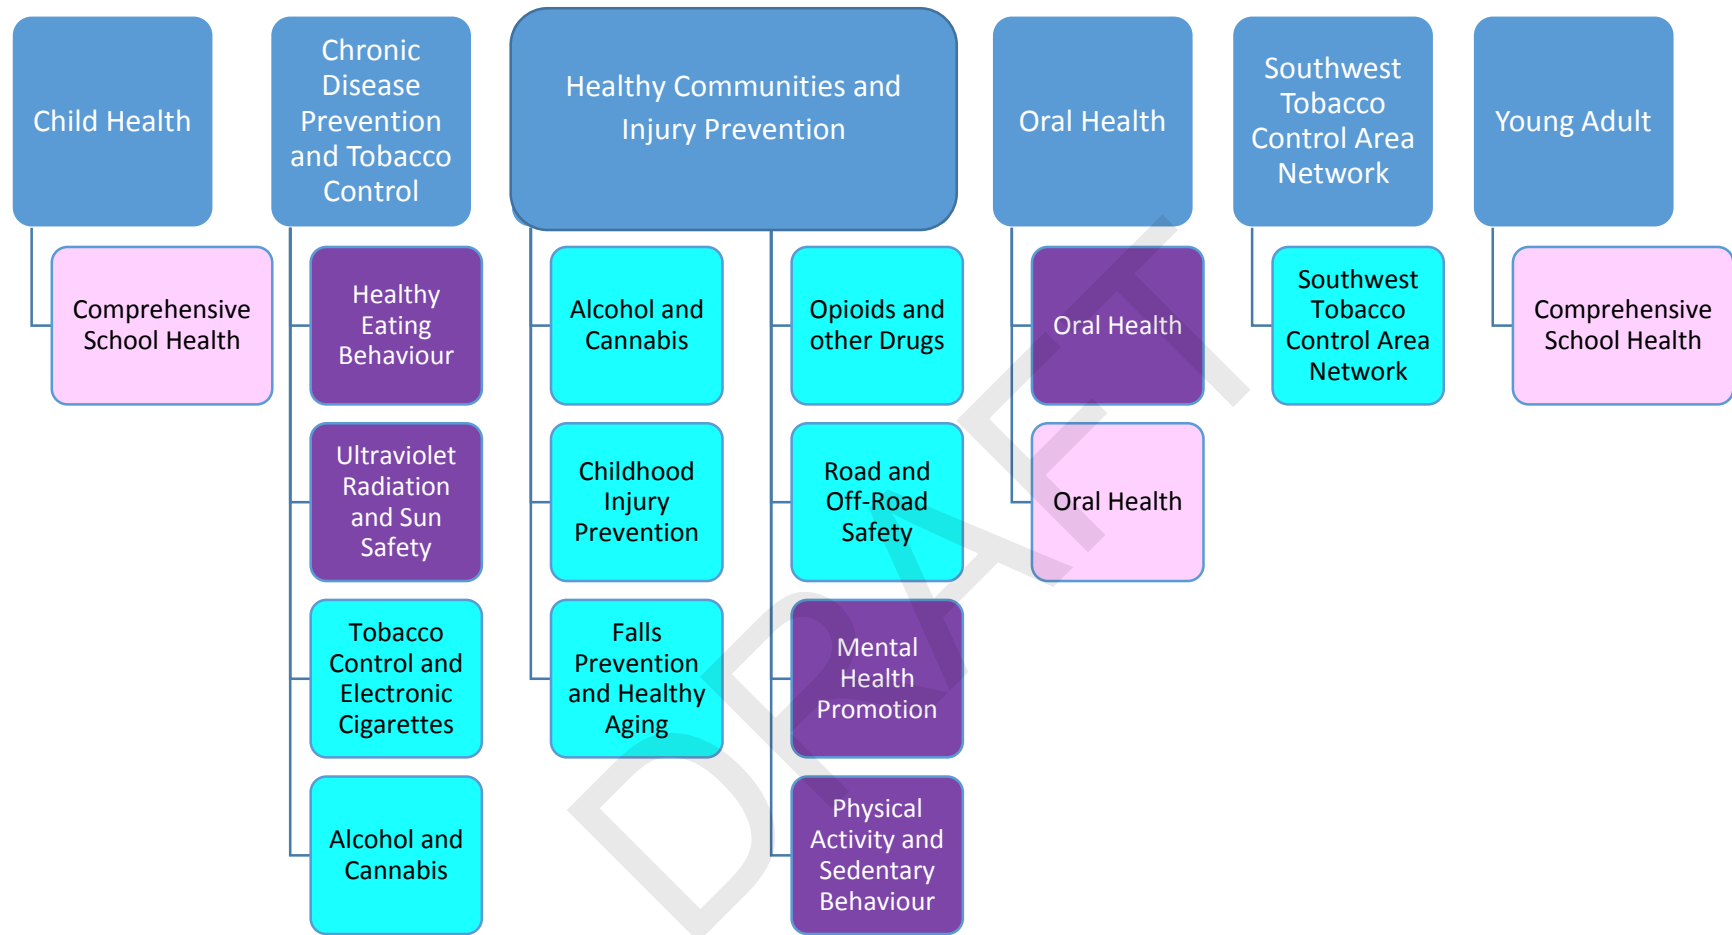 Child Health
Chronic
Disease
Prevention
and Tobacco
Control
Healthy Communities and
Injury Prevention
Oral Health
Southwest
Tobacco
Control Area
Network
Young Adult
Comprehensive
School Health
Healthy
Eating
Behaviour
Ultraviolet
Radiation
and Sun
Safety
Tobacco
Control and
Electronic
Cigarettes
Alcohol and
Cannabis
Alcohol and
Cannabis
Childhood
Injury
Prevention
Falls
Prevention
and Healthy
Aging
Opioids and
other Drugs
Road and
Off-Road
Safety
Mental
Health
Promotion
Physical
Activity and
Sedentary
Behaviour
Oral Health
Oral Health
Southwest
Tobacco
Control Area
Network
Comprehensive
School Health
DRAFT